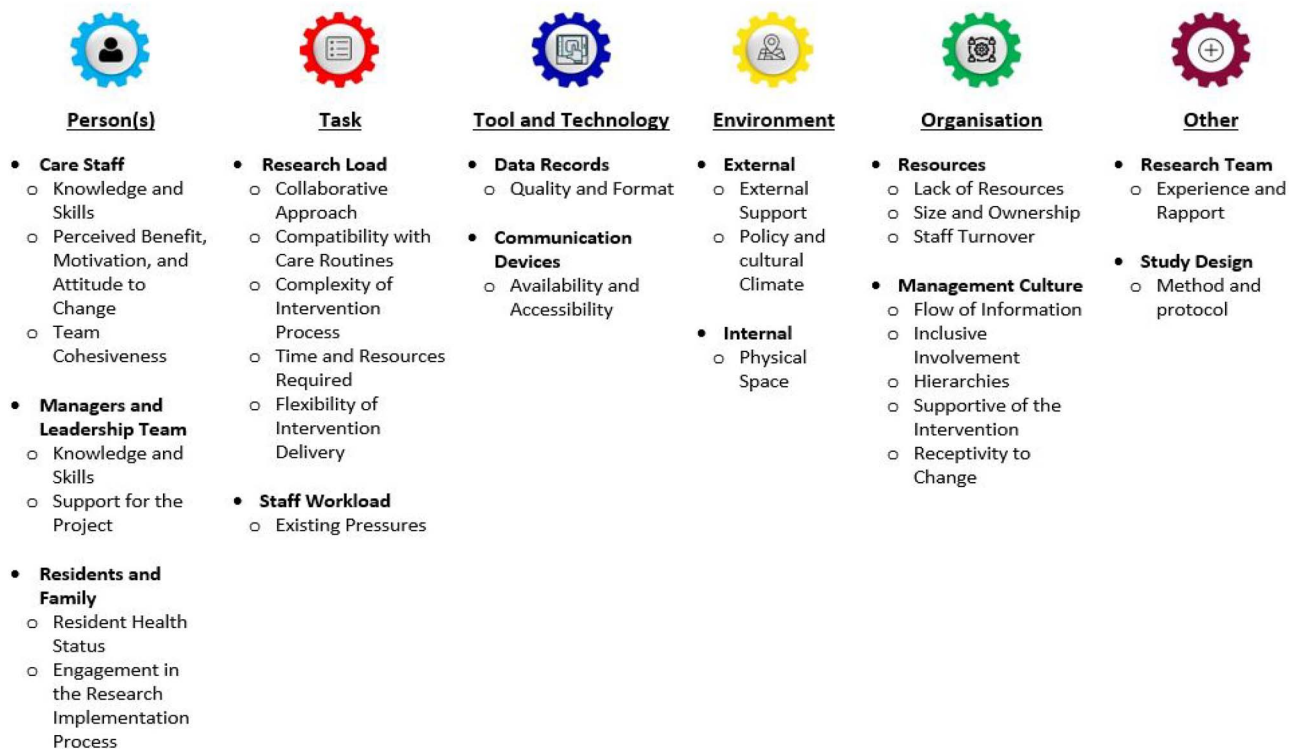 Person(s)
• Care Staff
o Knowledge and
Skills
o Perceived Benefit,
Motivation, and
Attitude to
Change
o Team
Cohesiveness
• Managers and
Leadership Team
o Knowledge and
Skills
o Support for the
Project
• Residents and
Family
o Resident Health
Status
o Engagement in
the Research
Implementation
Process
Task
• Research Load
o Collaborative
Approach
o Compatibility with
Care Routines
o Complexity of
Intervention
Process
o Time and Resources
Required
o Flexibility of
Intervention
Delivery
• Staff Workload
o Existing Pressures
Tool and Technology
• Data Records
o Quality and Format
• Communication
Devices
o Availability and
Accessibility
Environment
• External
o External
Support
o Policy and
cultural
Climate
• Internal
o Physical
Space
Organisation
• Resources
o Lack of Resources
o Size and Ownership
o Staff Turnover
• Management Culture
o Flow of Information
o Inclusive
Involvement
o Hierarchies
o Supportive of the
Intervention
o Receptivity to
Change
Other
• Research Team
o Experience and
Rapport
• Study Design
o Method and
protocol